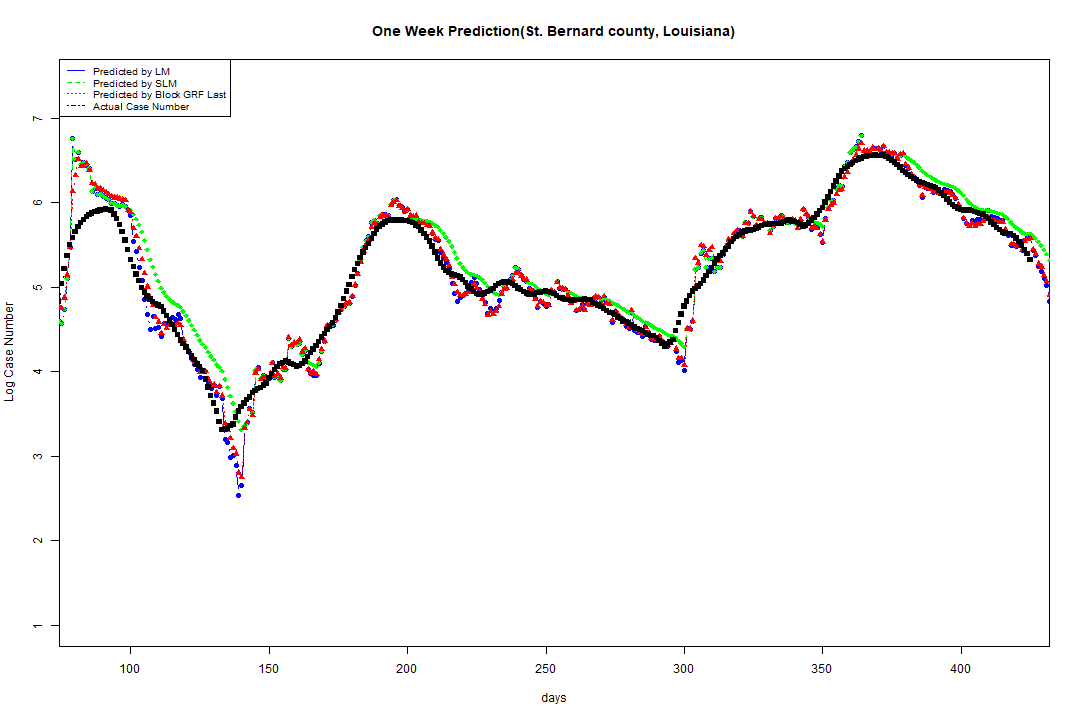 One Week Prediction(St. Bernard county, Louisiana)
Predicted by LM
Predicted by SLM
Predicted by Block GRF Last
Actual Case Number
Log Case Number
7
6
5
4
3
2
1
100 150 200 250 300 350 400
days